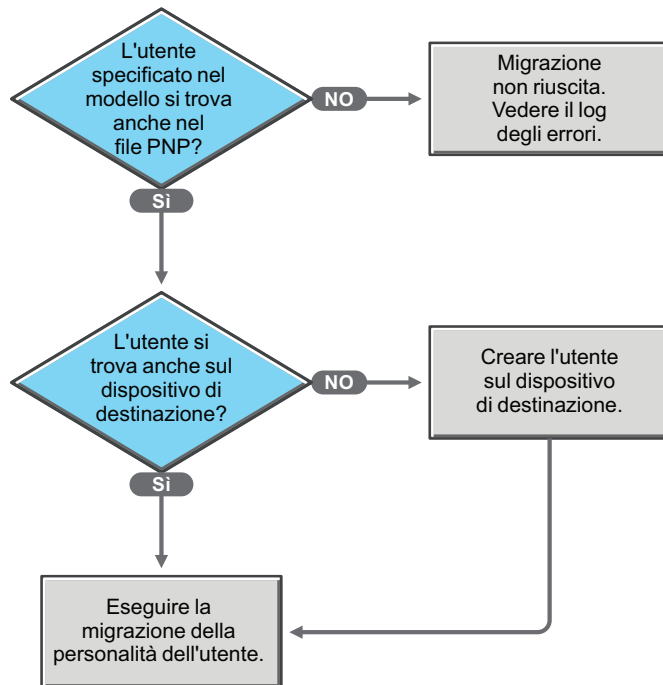 L'utente
specificato nel
modello si trova
anche nel
file PNP?
NO
Migrazione
non riuscita.
Vedere il log
degli errori.
Sì
L'utente si
trova anche sul
dispositivo di
destinazione?
NO
Creare l'utente
sul dispositivo
di destinazione.
Sì
Eseguire la
migrazione della
personalità dell'utente.